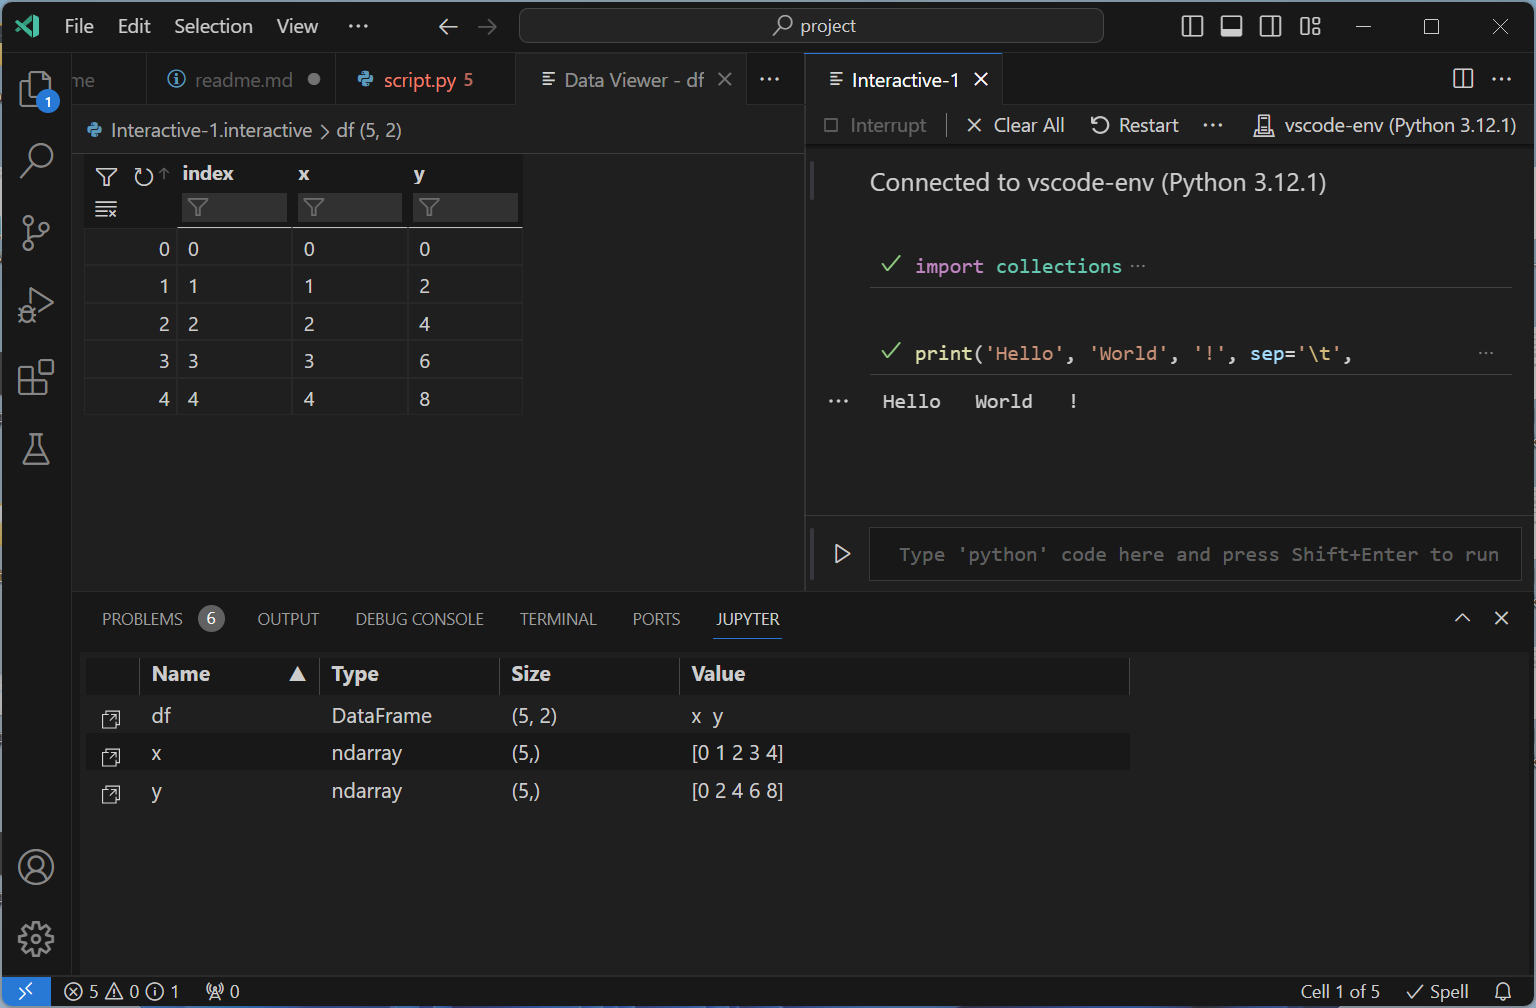 File Edit Selection View ··· project
me readme.md script.py 5 Data Viewer - df ···
Interactive-1 ···
Interactive-1.interactive > df (5, 2)
Interrupt Clear All Restart ··· vscode-env (Python 3.12.1)
index x y
0 0 0 0
1 1 1 2
2 2 2 4
3 3 3 6
4 4 4 8
Connected to vscode-env (Python 3.12.1)
import collections ···
print('Hello', 'World', '!', sep='\t', ···
··· Hello World !
Type 'python' code here and press Shift+Enter to run
PROBLEMS 6 OUTPUT DEBUG CONSOLE TERMINAL PORTS JUPYTER
Name Type Size Value
df DataFrame (5, 2) x y
x ndarray (5,) [0 1 2 3 4]
y ndarray (5,) [0 2 4 6 8]
1
5 0 1 0 Cell 1 of 5 Spell